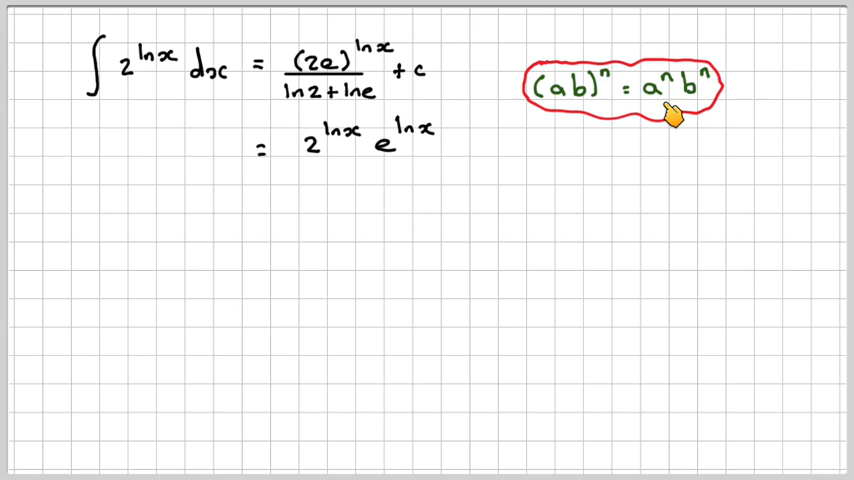 ∫ 2^{ln x} dx = (2e)^{ln x} / (ln 2 + ln e) + c
(ab)^n = a^n b^n
= 2^{ln x} e^{ln x}